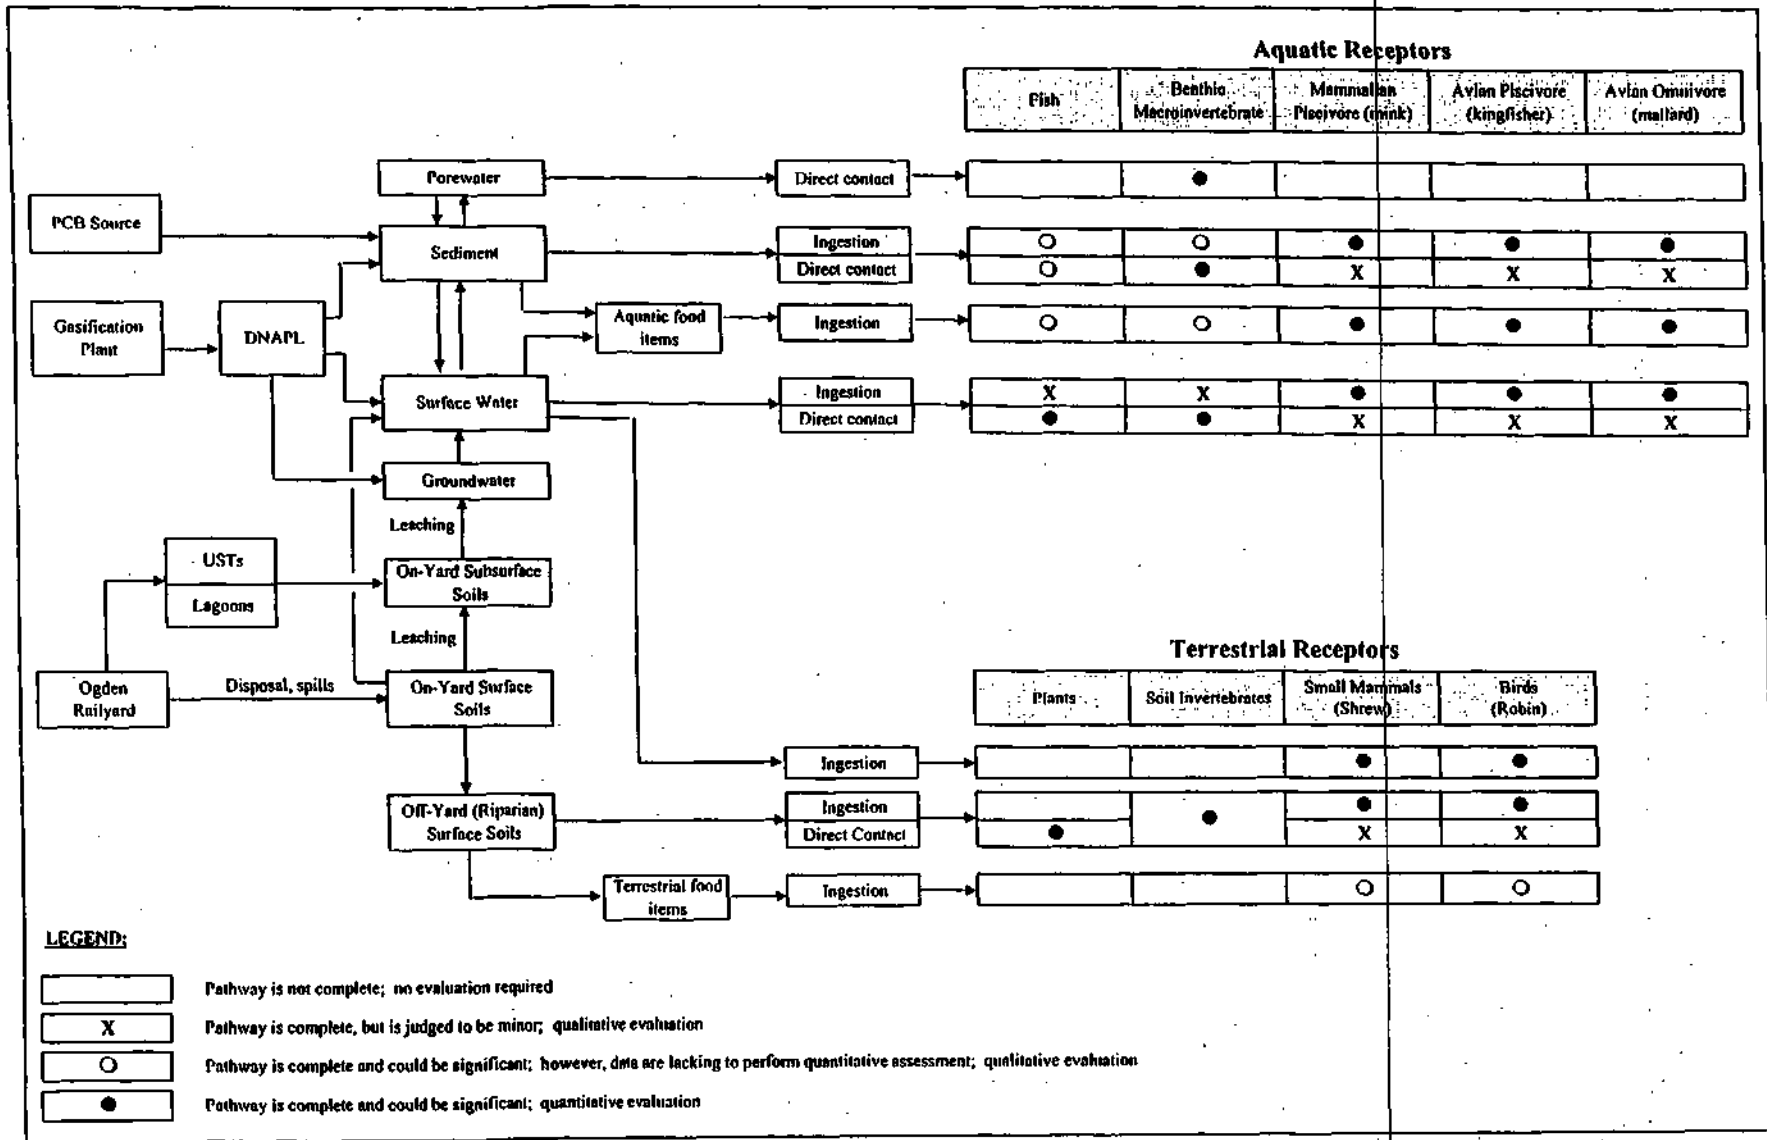 Aquatic Receptors
Fish
Benthic
Macroinvertebrate
Mammalian
Piscivore (mink)
Avian Piscivore
(kingfisher)
Avian Omnivore
(mallard)
Porewater
Direct contact
●
PCB Source
Sediment
Ingestion
○ ○ ● ● ●
Direct contact
○ ● X X X
Gasification
Plant
DNAPL
Aquatic food
items
Ingestion
○ ○ ● ● ●
Surface Water
Ingestion
X X ● ● ●
Direct contact
● ● X X X
Groundwater
Leaching
USTs
Lagoons
On-Yard Subsurface
Soils
Leaching
Ogden
Railyard
Disposal, spills
On-Yard Surface
Soils
Terrestrial Receptors
Plants
Soil Invertebrates
Small Mammals
(Shrew)
Birds
(Robin)
Ingestion
● ●
Off-Yard (Riparian)
Surface Soils
Ingestion
Direct Contact
● ● ●
● X X
Terrestrial food
items
Ingestion
○ ○
LEGEND:
Pathway is not complete; no evaluation required
X Pathway is complete, but is judged to be minor; qualitative evaluation
○ Pathway is complete and could be significant; however, data are lacking to perform quantitative assessment; qualitative evaluation
● Pathway is complete and could be significant; quantitative evaluation